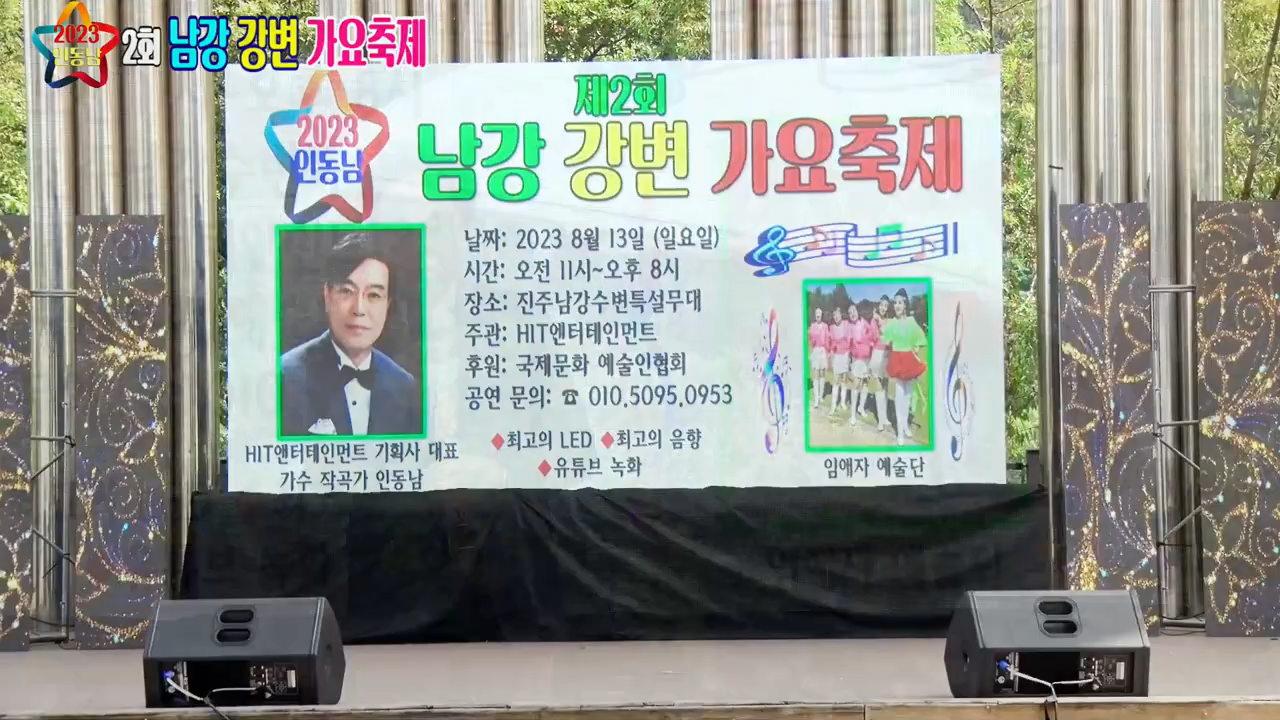 2023
인동남
2회 남강 강변 가요축제
제2회
남강 강변 가요축제
2023
인동남
날짜: 2023 8월 13일 (일요일)
시간: 오전 11시~오후 8시
장소: 진주남강수변특설무대
주관: HIT앤터테인먼트
후원: 국제문화 예술인협회
공연 문의: ☎ 010.5095.0953
♦최고의 LED ♦최고의 음향
♦유튜브 녹화
HIT앤터테인먼트 기획사 대표
가수 작곡가 인동남
임애자 예술단